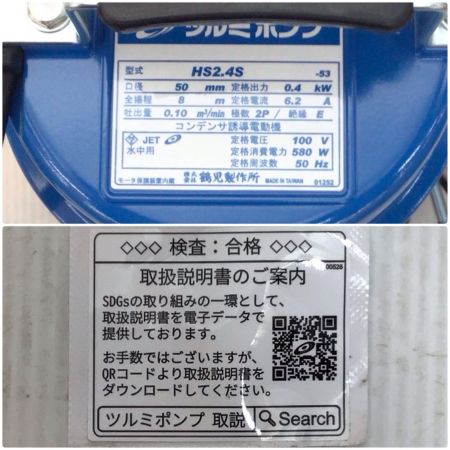 ツルミポンプ
型式 HS2.4S -53
口径 50 mm 定格出力 0.4 kW
全揚程 8 m 定格電流 6.2 A
吐出量 0.10 m³/min 極数 2P/絶縁 E
コンデンサ誘導電動機
JET 水中用
定格電圧 100 V
定格消費電力 580 W
定格周波数 50 Hz
モータ保護装置内蔵 株式会社 鶴見製作所 MADE IN TAIWAN 01252
◇◇◇ 検査：合格 ◇◇◇
00528
取扱説明書のご案内
SDGsの取り組みの一環として、
取扱説明書を電子データで
提供しております。
お手数ではございますが、
QRコードより取扱説明書を
ダウンロードしてください。
ツルミポンプ 取説 Search